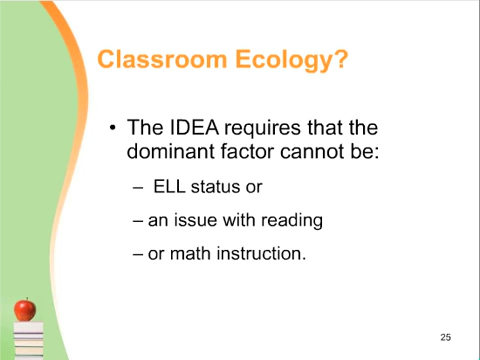 Classroom Ecology?
• The IDEA requires that the
dominant factor cannot be:
– ELL status or
– an issue with reading
– or math instruction.
25